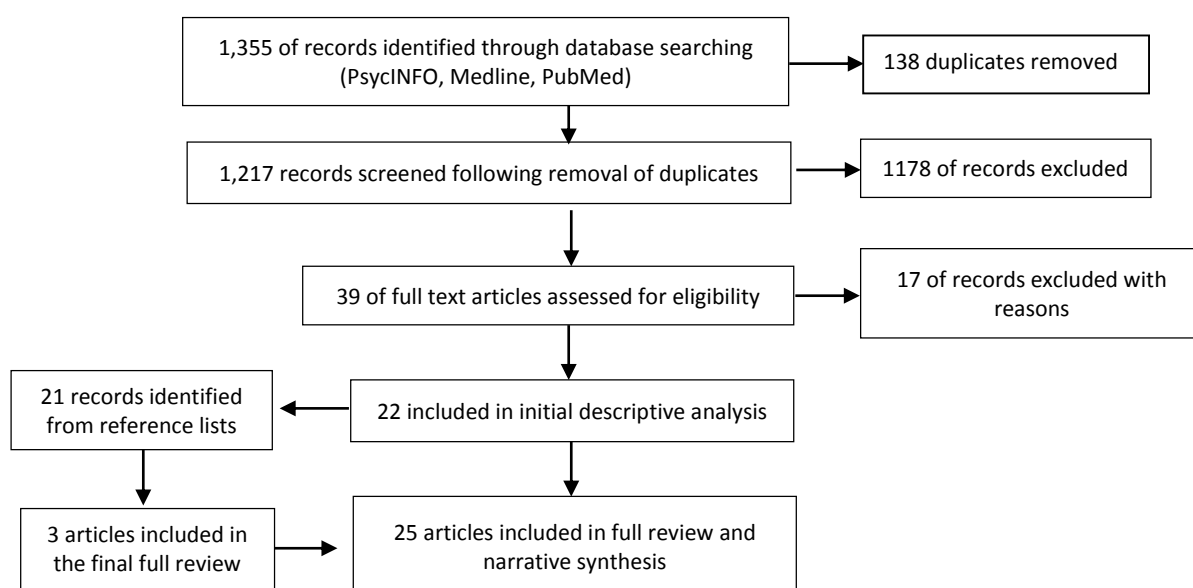 1,355 of records identified through database searching
(PsycINFO, Medline, PubMed)
138 duplicates removed
1,217 records screened following removal of duplicates
1178 of records excluded
39 of full text articles assessed for eligibility
17 of records excluded with
reasons
21 records identified
from reference lists
22 included in initial descriptive analysis
3 articles included in
the final full review
25 articles included in full review and
narrative synthesis